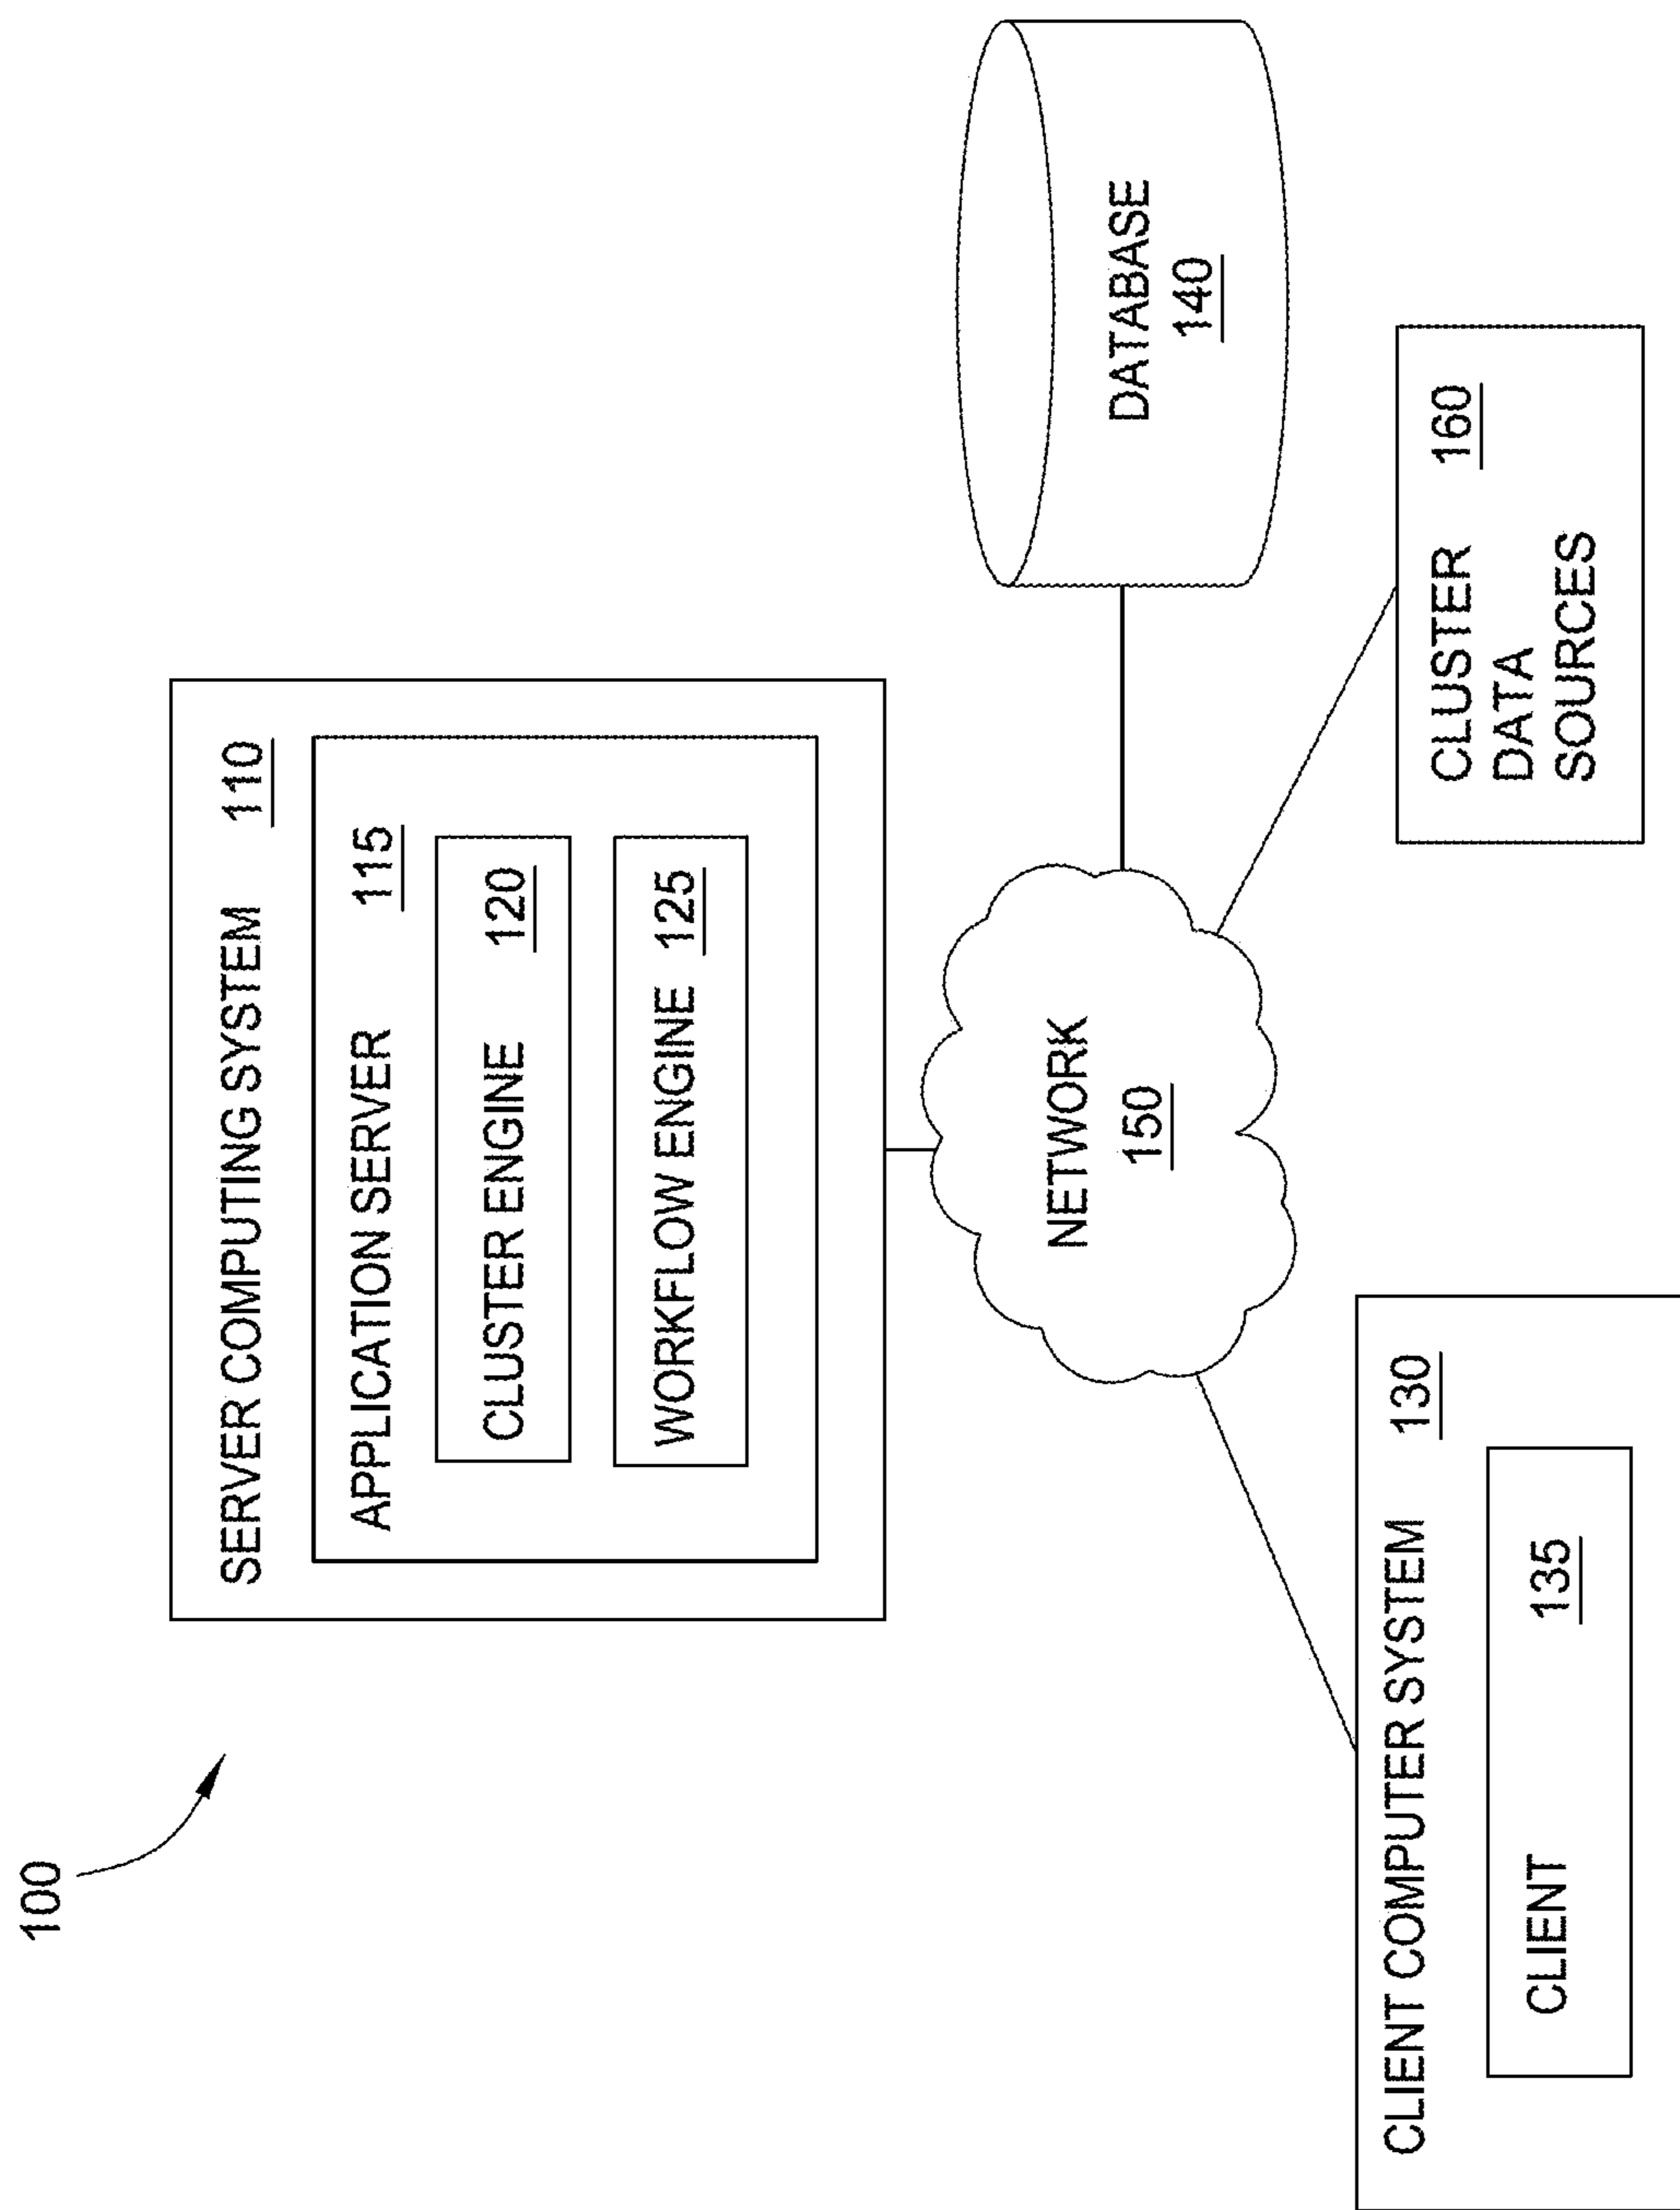 100
SERVER COMPUTING SYSTEM 110
APPLICATION SERVER 115
CLUSTER ENGINE 120
WORKFLOW ENGINE 125
NETWORK
150
DATABASE
140
CLIENT COMPUTER SYSTEM 130
CLIENT 135
CLUSTER 160
DATA
SOURCES